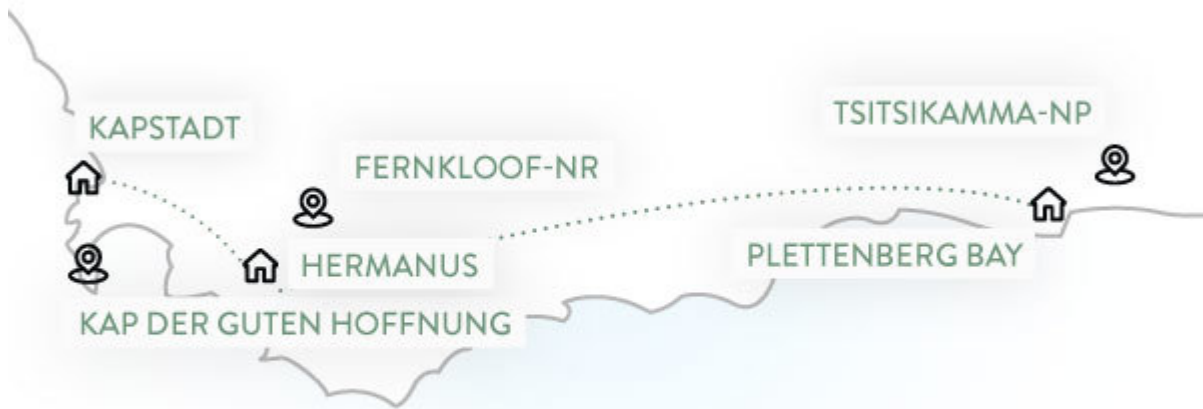 TSITSIKAMMA-NP
KAPSTADT
FERNKLOOF-NR
PLETTENBERG BAY
HERMANUS
KAP DER GUTEN HOFFNUNG